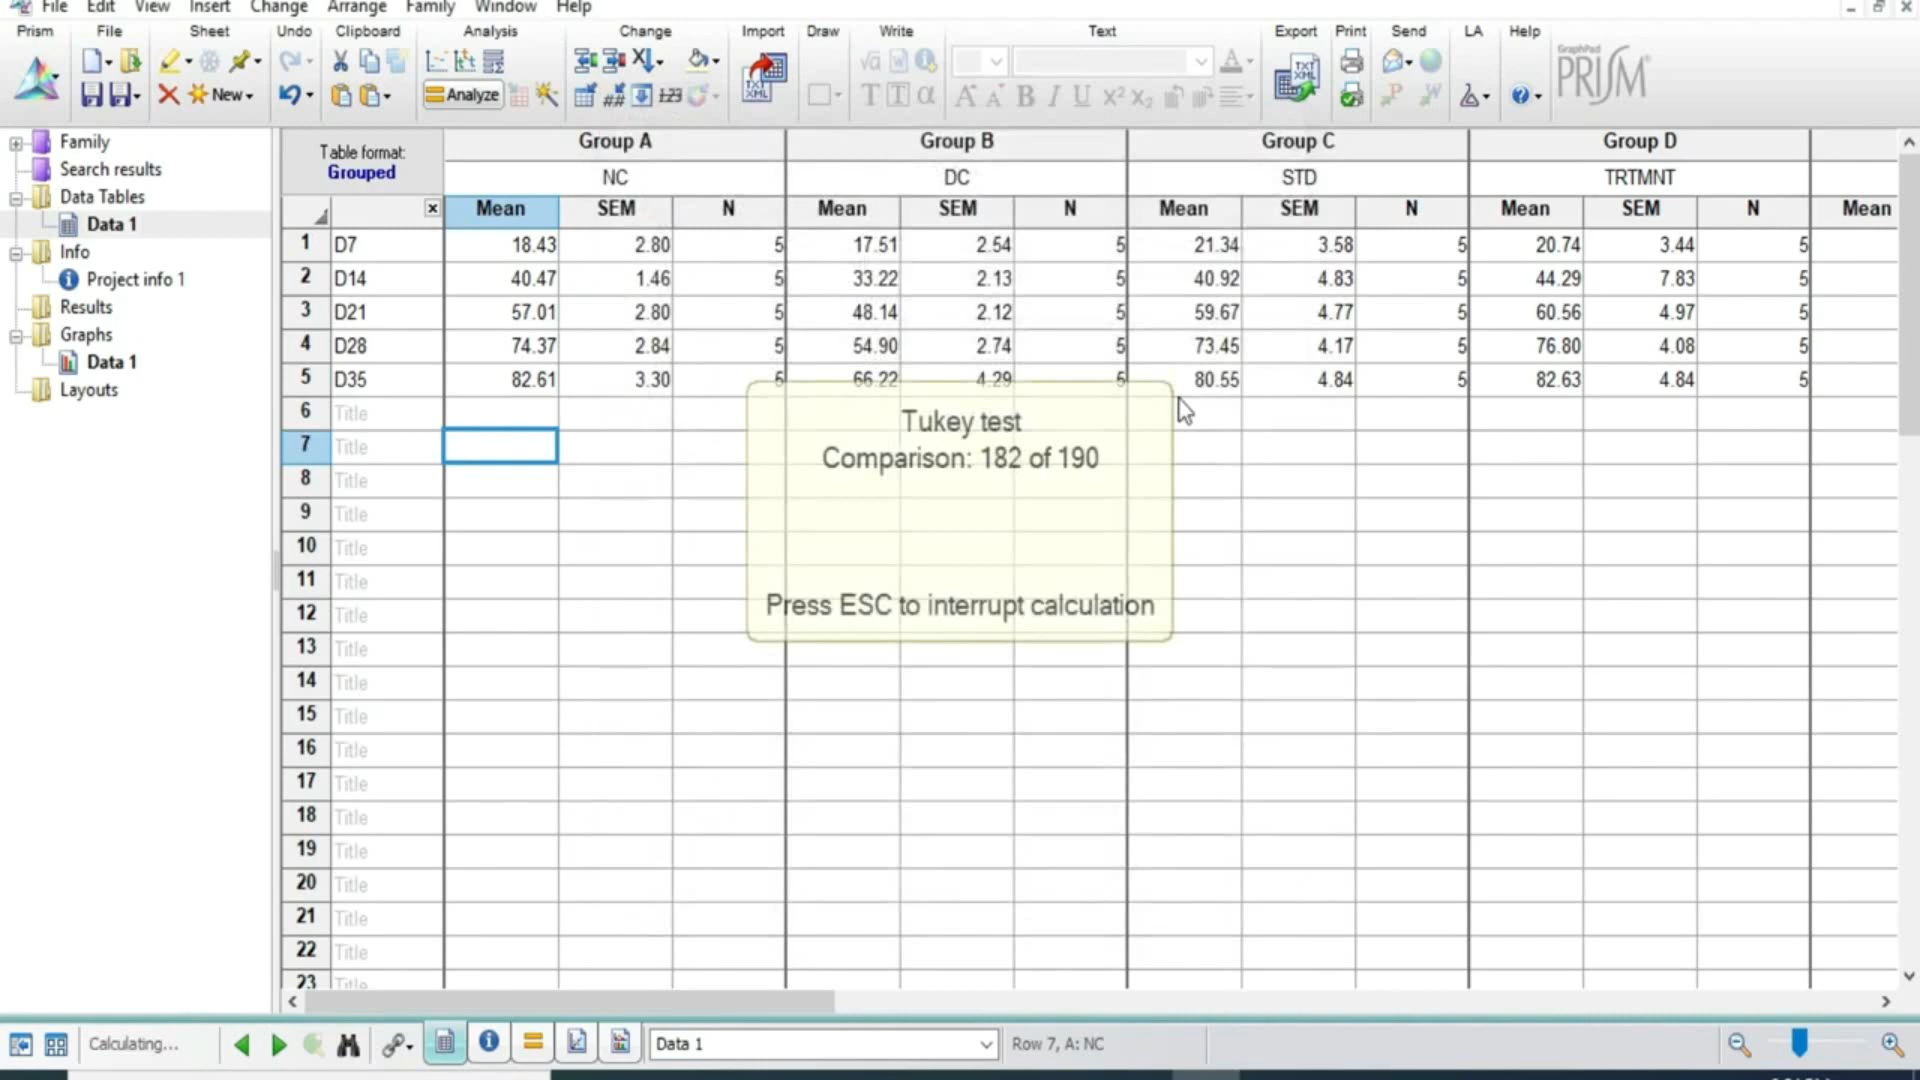 File Edit View Insert Change Arrange Family Window Help
Prism File Sheet Undo Clipboard Analysis Change Import Draw Write Text Export Print Send LA Help
GraphPad
PRISM
New
Analyze
Family
Search results
Data Tables
Data 1
Info
Project info 1
Results
Graphs
Data 1
Layouts
Table format:
Grouped
Group A Group B Group C Group D
NC DC STD TRTMNT
Mean SEM N Mean SEM N Mean SEM N Mean SEM N Mean
1 D7 18.43 2.80 5 17.51 2.54 5 21.34 3.58 5 20.74 3.44 5
2 D14 40.47 1.46 5 33.22 2.13 5 40.92 4.83 5 44.29 7.83 5
3 D21 57.01 2.80 5 48.14 2.12 5 59.67 4.77 5 60.56 4.97 5
4 D28 74.37 2.84 5 54.90 2.74 5 73.45 4.17 5 76.80 4.08 5
5 D35 82.61 3.30 5 66.22 4.29 5 80.55 4.84 5 82.63 4.84 5
6 Title
7 Title
8 Title
9 Title
10 Title
11 Title
12 Title
13 Title
14 Title
15 Title
16 Title
17 Title
18 Title
19 Title
20 Title
21 Title
22 Title
23 Title
Tukey test
Comparison: 182 of 190
Press ESC to interrupt calculation
Calculating... Data 1 Row 7, A: NC